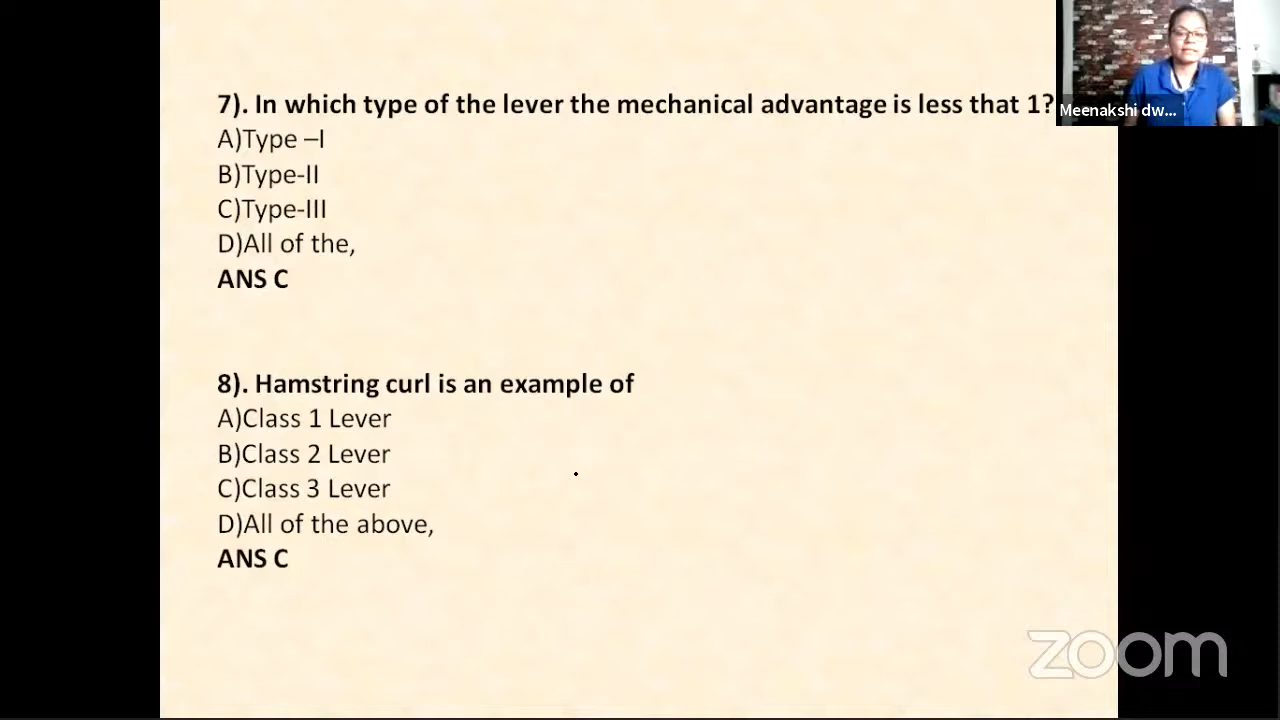 7). In which type of the lever the mechanical advantage is less that 1?
A)Type –I
B)Type-II
C)Type-III
D)All of the,
ANS C
8). Hamstring curl is an example of
A)Class 1 Lever
B)Class 2 Lever
C)Class 3 Lever
D)All of the above,
ANS C
Meenakshi dw...
zoom